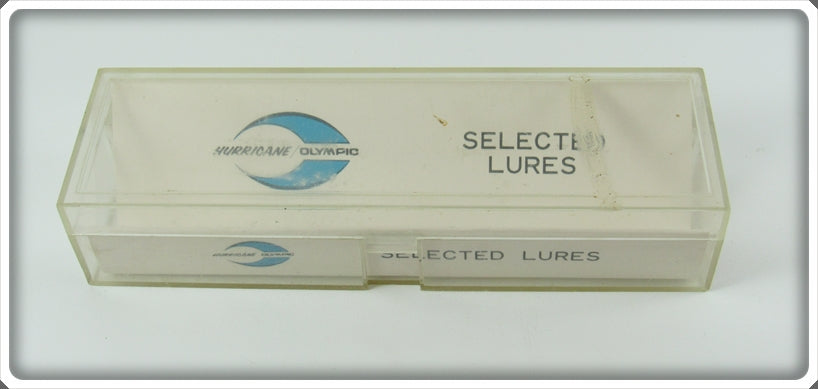 HURRICANE/OLYMPIC
SELECTED
LURES
HURRICANE/OLYMPIC
SELECTED LURES